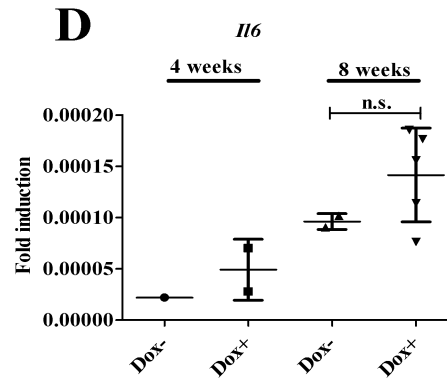 D
Il6
4 weeks
8 weeks
n.s.
Fold induction
0.00020
0.00015
0.00010
0.00005
0.00000
Dox-
Dox+
Dox-
Dox+